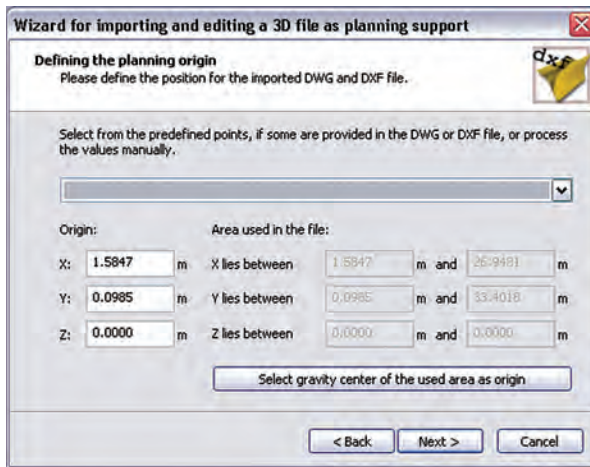 Wizard for importing and editing a 3D file as planning support
Defining the planning origin
Please define the position for the imported DWG and DXF file.
dxf
Select from the predefined points, if some are provided in the DWG or DXF file, or process
the values manually.
Origin: Area used in the file:
X: 1.5847 m X lies between 1.5847 m and 26.9481 m
Y: 0.0985 m Y lies between 0.0985 m and 33.4018 m
Z: 0.0000 m Z lies between 0.0000 m and 0.0000 m
Select gravity center of the used area as origin
< Back Next > Cancel